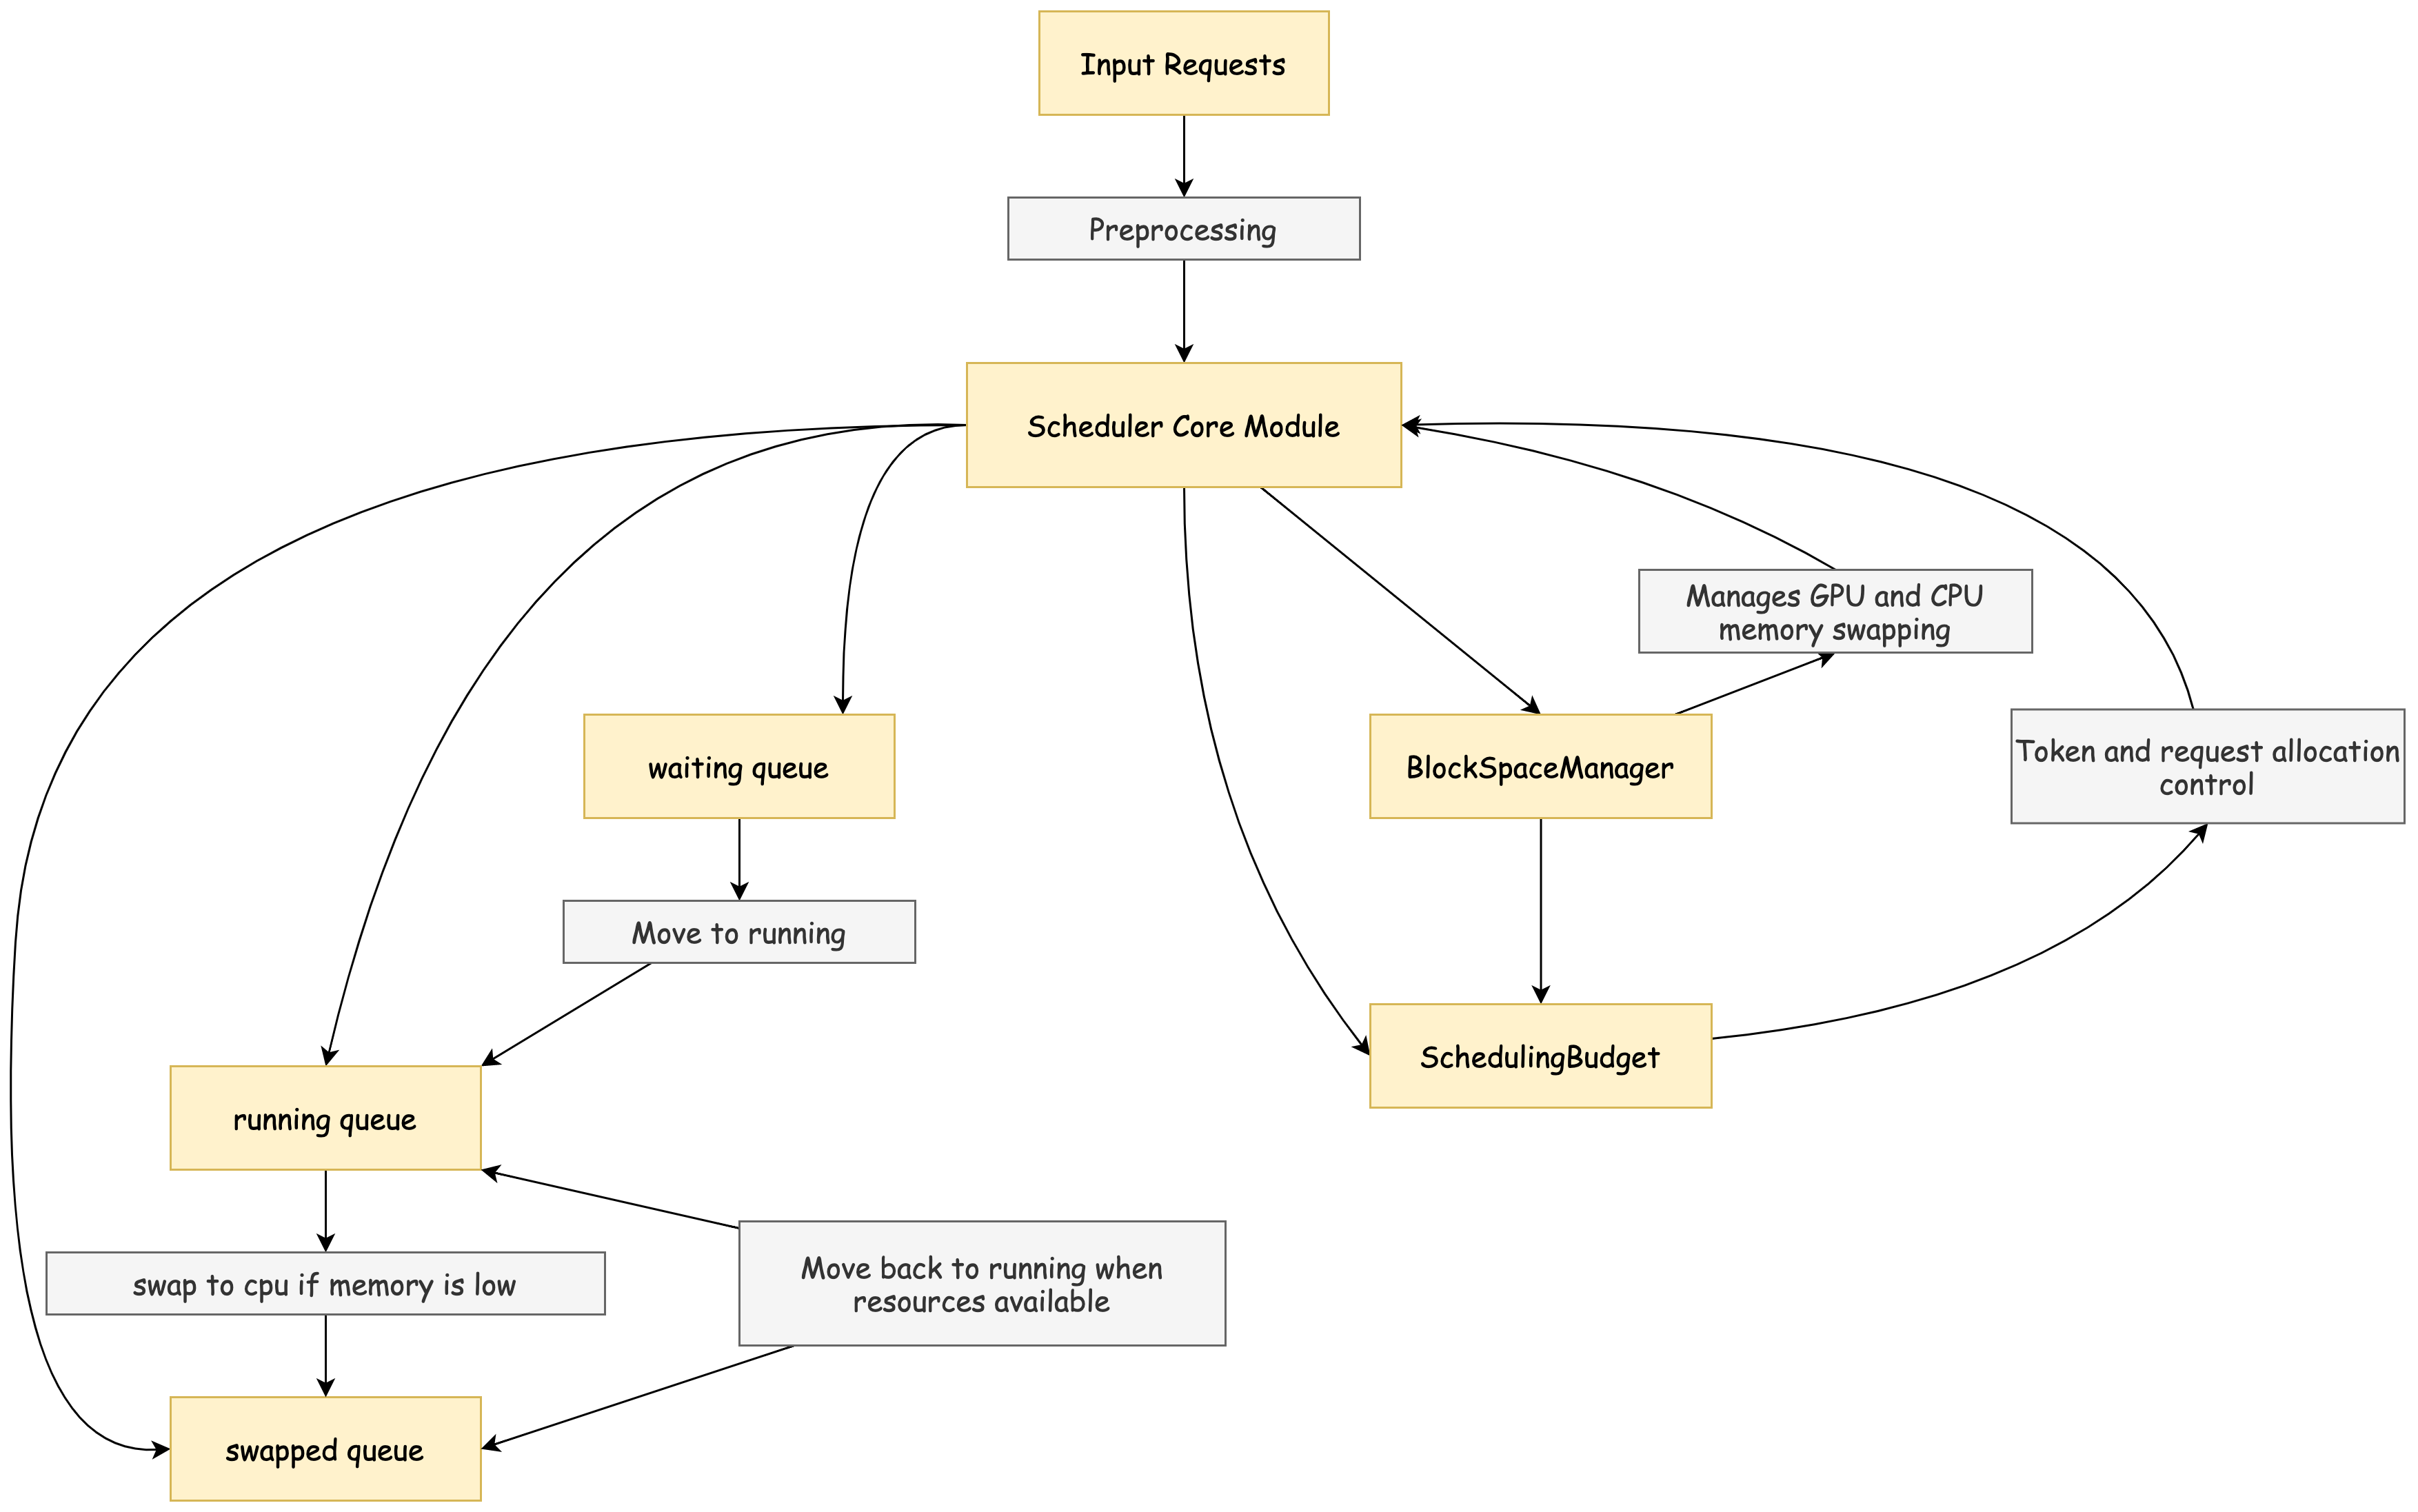 Input Requests
Preprocessing
Scheduler Core Module
Manages GPU and CPU
memory swapping
waiting queue
BlockSpaceManager
Token and request allocation
control
Move to running
SchedulingBudget
running queue
swap to cpu if memory is low
Move back to running when
resources available
swapped queue